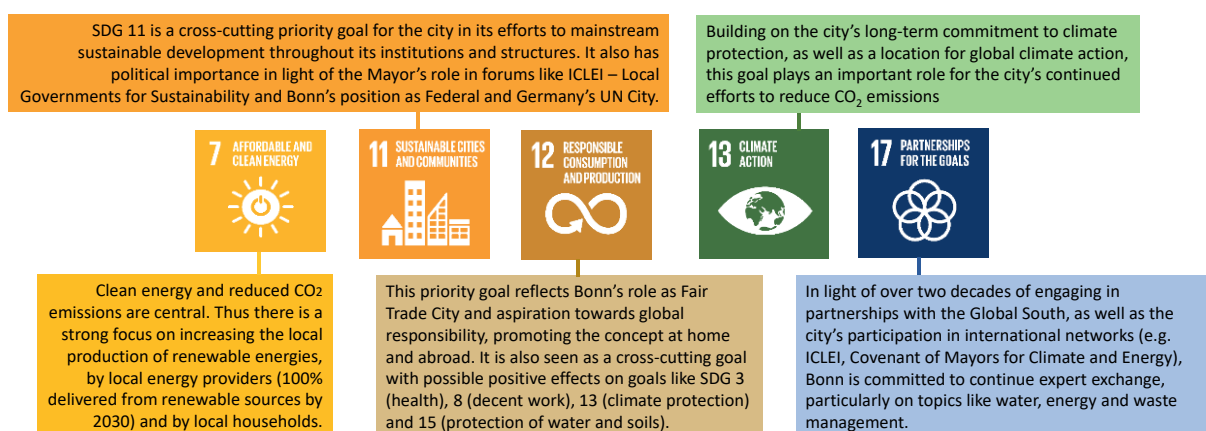 SDG 11 is a cross-cutting priority goal for the city in its efforts to mainstream
sustainable development throughout its institutions and structures. It also has
political importance in light of the Mayor's role in forums like ICLEI – Local
Governments for Sustainability and Bonn's position as Federal and Germany's UN City.
Building on the city's long-term commitment to climate
protection, as well as a location for global climate action,
this goal plays an important role for the city's continued
efforts to reduce CO2 emissions
7 AFFORDABLE AND
CLEAN ENERGY
11 SUSTAINABLE CITIES
AND COMMUNITIES
12 RESPONSIBLE
CONSUMPTION
AND PRODUCTION
13 CLIMATE
ACTION
17 PARTNERSHIPS
FOR THE GOALS
Clean energy and reduced CO2
emissions are central. Thus there is a
strong focus on increasing the local
production of renewable energies,
by local energy providers (100%
delivered from renewable sources by
2030) and by local households.
This priority goal reflects Bonn's role as Fair
Trade City and aspiration towards global
responsibility, promoting the concept at home
and abroad. It is also seen as a cross-cutting goal
with possible positive effects on goals like SDG 3
(health), 8 (decent work), 13 (climate protection)
and 15 (protection of water and soils).
In light of over two decades of engaging in
partnerships with the Global South, as well as the
city's participation in international networks (e.g.
ICLEI, Covenant of Mayors for Climate and Energy),
Bonn is committed to continue expert exchange,
particularly on topics like water, energy and waste
management.